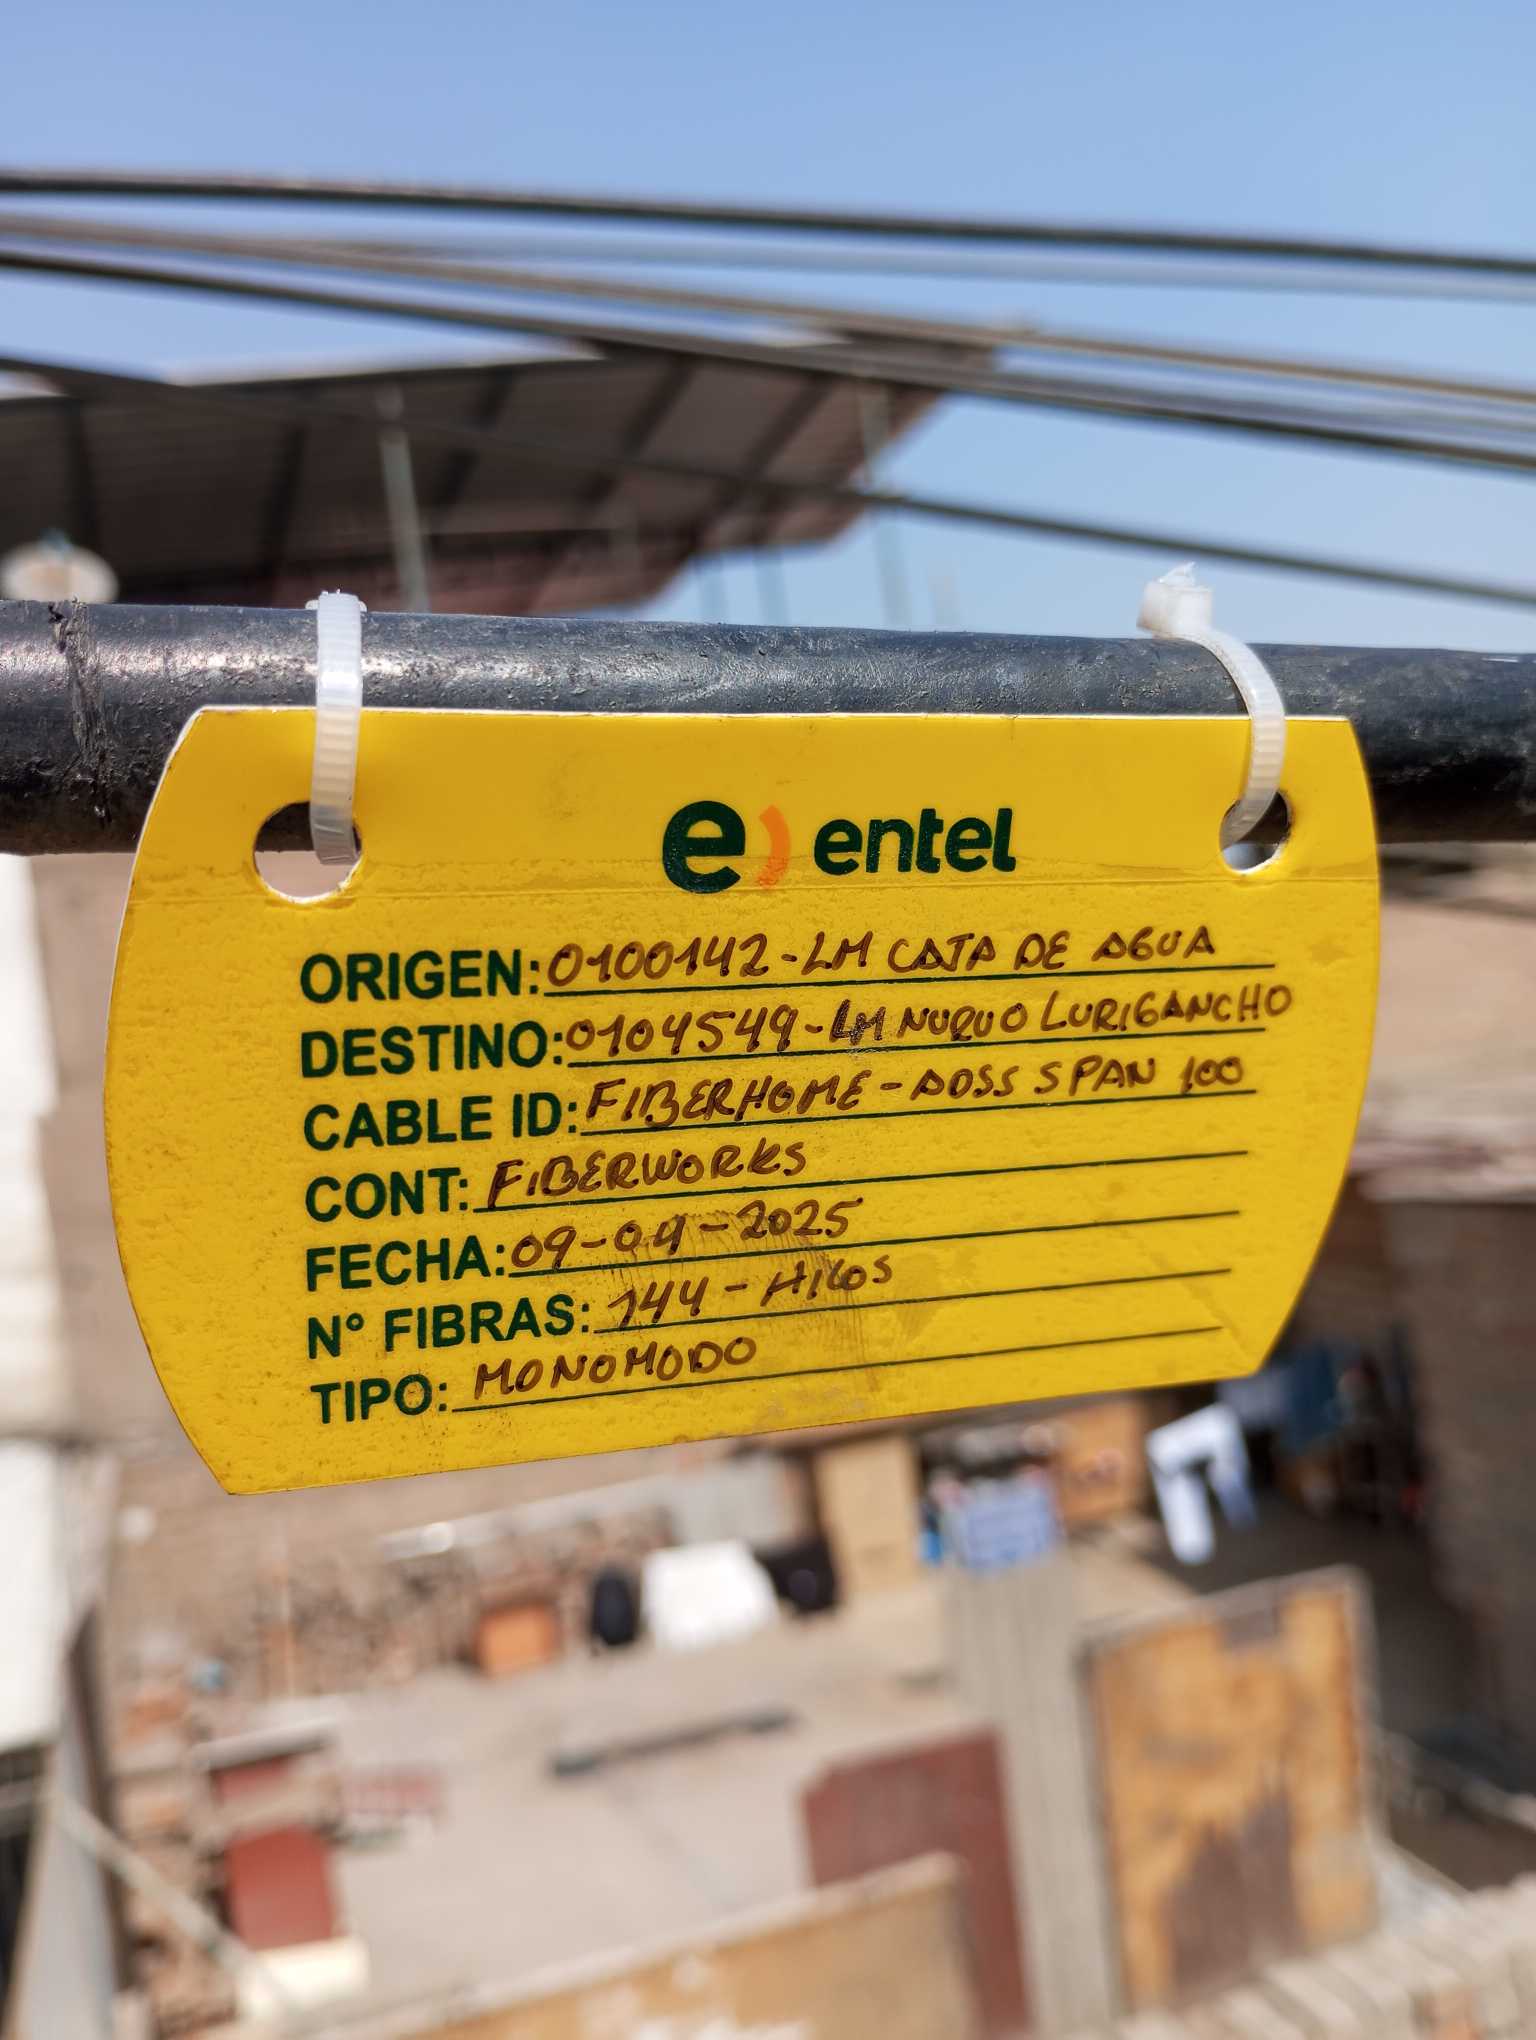 e) entel
ORIGEN: 0100142-LM CAJA DE AGUA
DESTINO: 0104549-LM NUEVO LURIGANCHO
CABLE ID: FIBERHOME-ADSS SPAN 100
CONT: FIBERWORKS
FECHA: 09-04-2025
N° FIBRAS: 144-HILOS
TIPO: MONOMODO